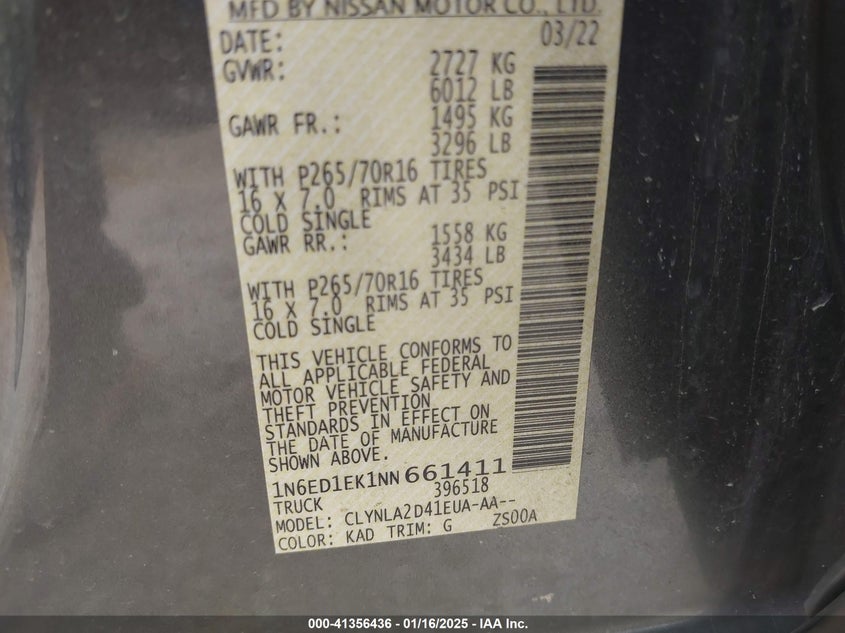 MFD BY NISSAN MOTOR CO., LTD.
DATE: 03/22
GVWR: 2727 KG
6012 LB
GAWR FR.: 1495 KG
3296 LB
WITH P265/70R16 TIRES
16 X 7.0 RIMS AT 35 PSI
COLD SINGLE
GAWR RR.: 1558 KG
3434 LB
WITH P265/70R16 TIRES
16 X 7.0 RIMS AT 35 PSI
COLD SINGLE
THIS VEHICLE CONFORMS TO
ALL APPLICABLE FEDERAL
MOTOR VEHICLE SAFETY AND
THEFT PREVENTION
STANDARDS IN EFFECT ON
THE DATE OF MANUFACTURE
SHOWN ABOVE.
1N6ED1EK1NN661411
TRUCK 396518
MODEL: CLYNLA2D41EUA-AA--
COLOR: KAD TRIM: G ZS00A
000-41356436 - 01/16/2025 - IAA Inc.